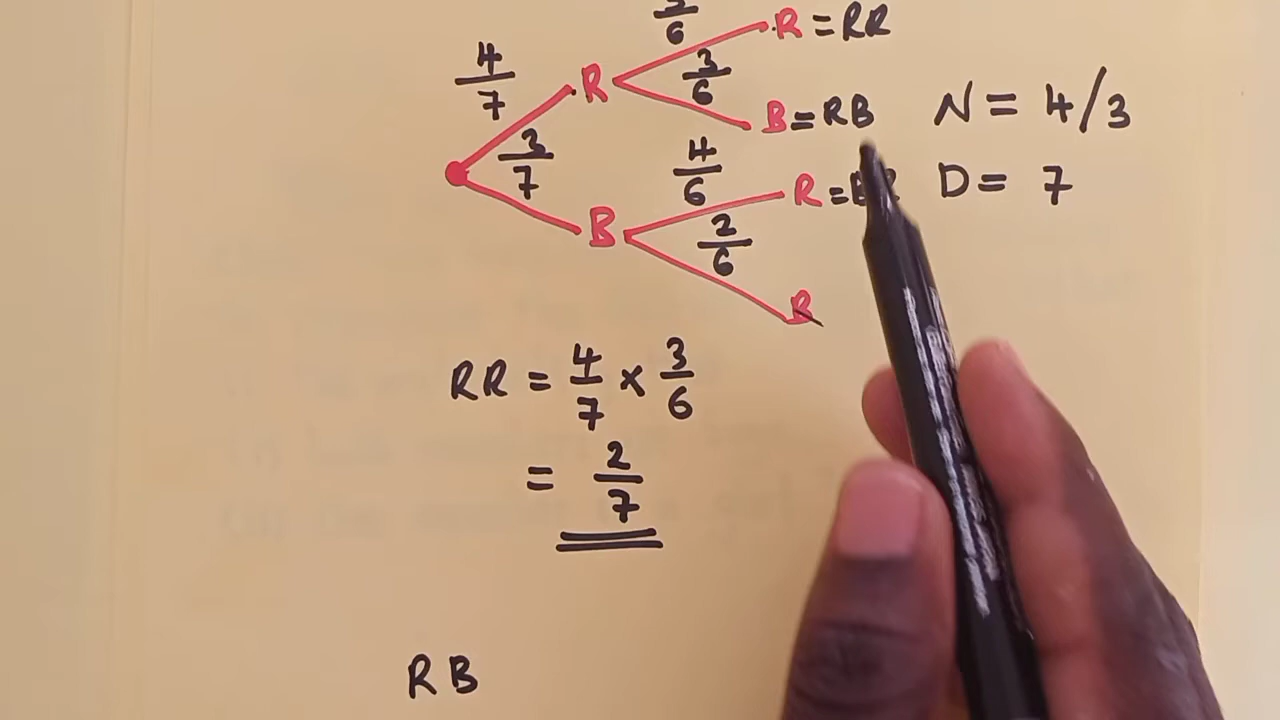 4/7 R 3/6 R = RR
3/6 B = RB
3/7 B 4/6 R =
2/6 B
N = 4/3
D = 7
RR = 4/7 × 3/6
= 2/7
RB